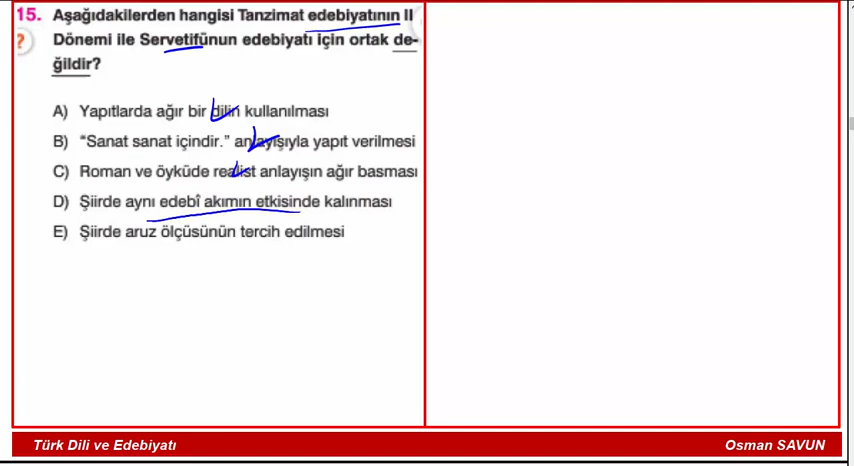 15. Aşağıdakilerden hangisi Tanzimat edebiyatının II
? Dönemi ile Servetifünun edebiyatı için ortak de-
ğildir?
A) Yapıtlarda ağır bir dilin kullanılması
B) “Sanat sanat içindir.” anlayışıyla yapıt verilmesi
C) Roman ve öyküde realist anlayışın ağır basması
D) Şiirde aynı edebî akımın etkisinde kalınması
E) Şiirde aruz ölçüsünün tercih edilmesi
Türk Dili ve Edebiyatı
Osman SAVUN